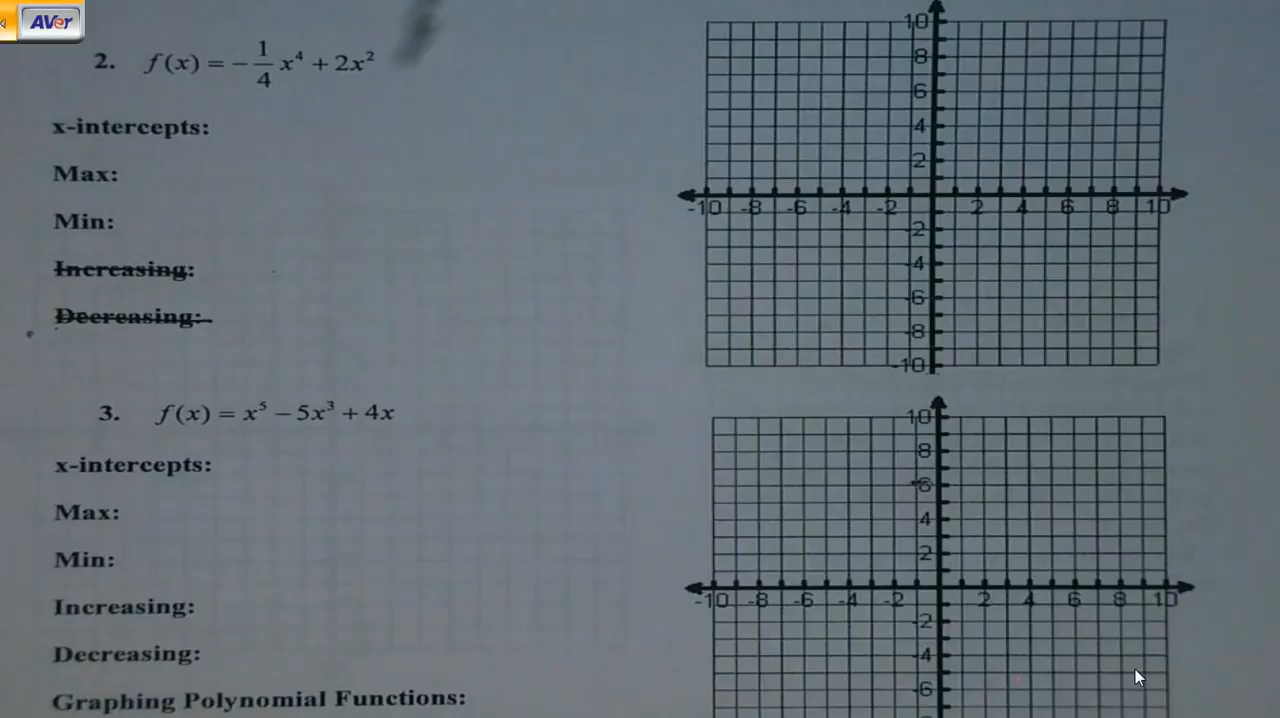 AVer
2. f(x) = -1/4 x⁴ + 2x²
x-intercepts:
Max:
Min:
Increasing:
Decreasing:
10
8
6
4
2
-10 -8 -6 -4 -2 2 4 6 8 10
-2
-4
-6
-8
-10
3. f(x) = x⁵ - 5x³ + 4x
x-intercepts:
Max:
Min:
Increasing:
Decreasing:
Graphing Polynomial Functions:
10
8
6
4
2
-10 -8 -6 -4 -2 2 4 6 8 10
-2
-4
-6